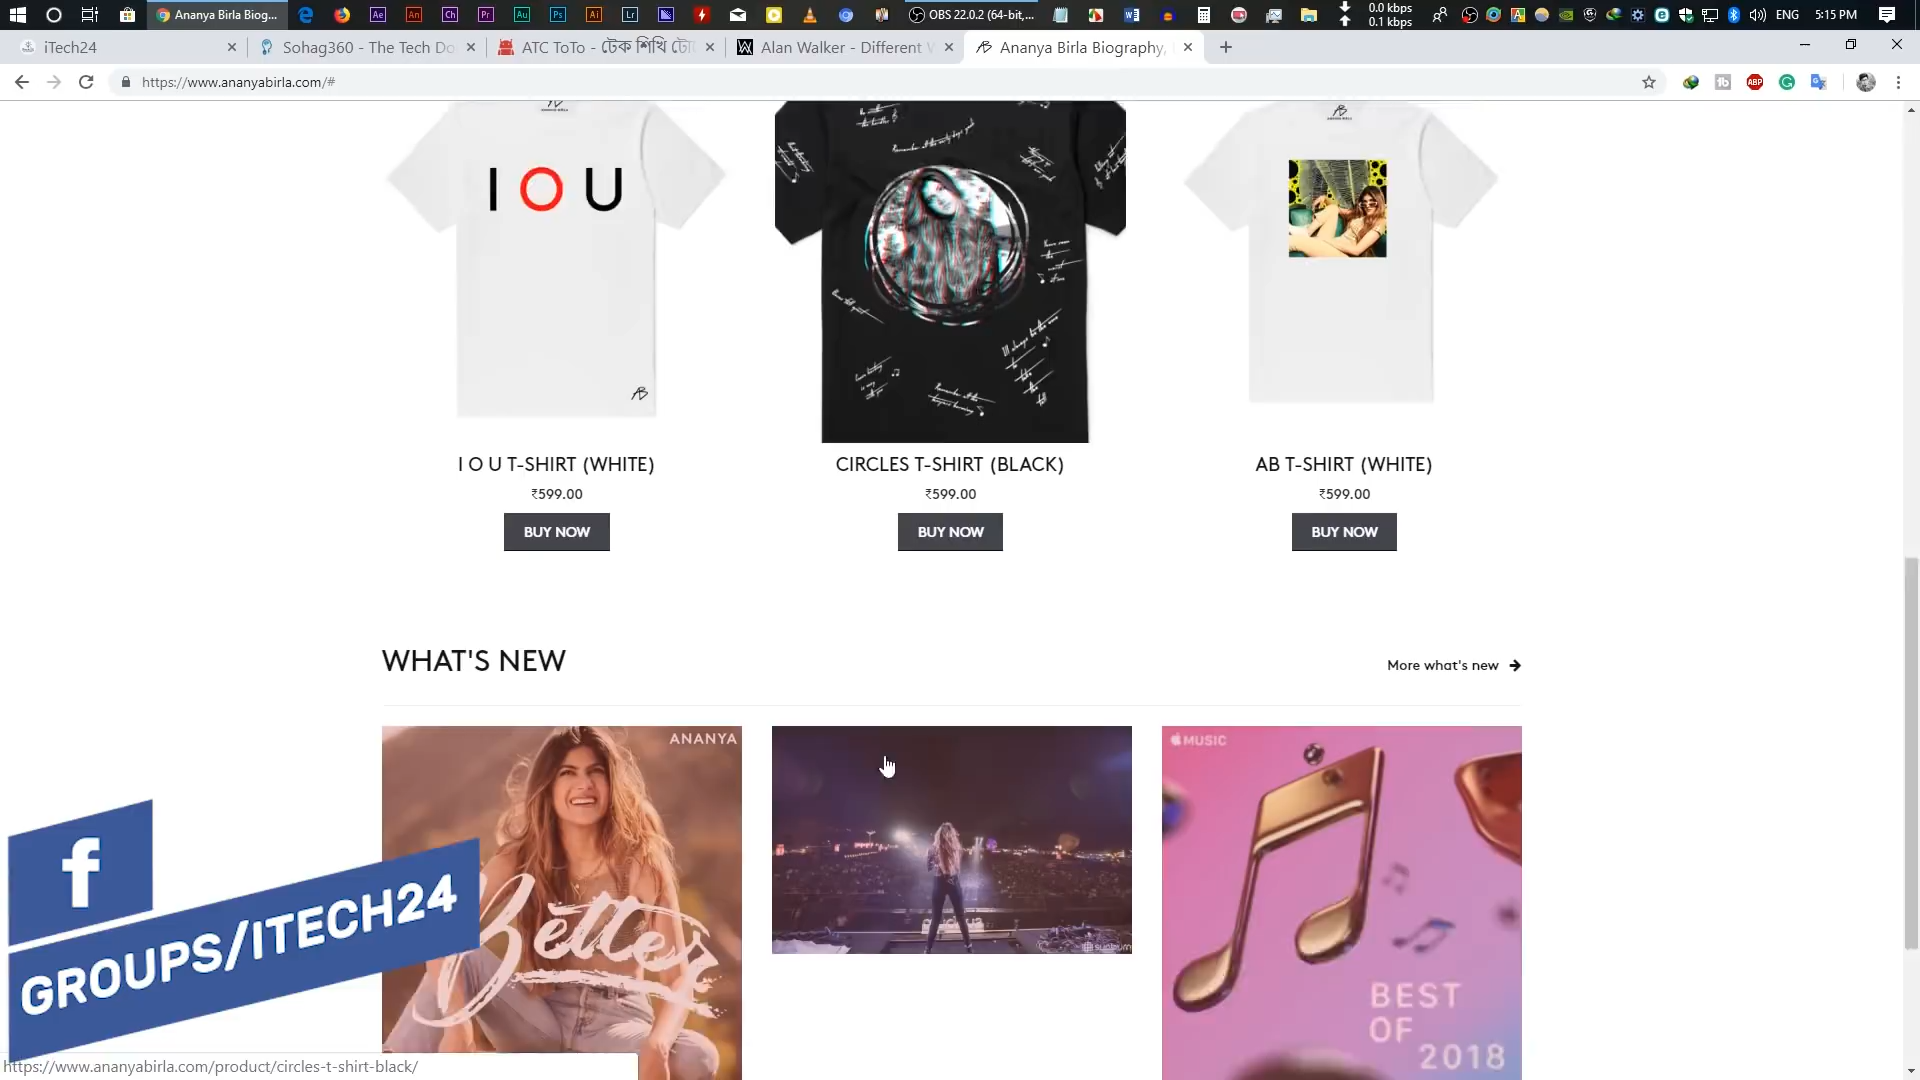 Ananya Birla Biog...
OBS 22.0.2 (64-bit,...
0.0 kbps
0.1 kbps
ENG
5:15 PM
iTech24
Sohag360 - The Tech Do
ATC ToTo - টেক শিখি টো
Alan Walker - Different W
Ananya Birla Biography,
https://www.ananyabirla.com/#
I O U
AB
I O U T-SHIRT (WHITE)
CIRCLES T-SHIRT (BLACK)
AB T-SHIRT (WHITE)
₹599.00
₹599.00
₹599.00
BUY NOW
BUY NOW
BUY NOW
WHAT'S NEW
More what's new
ANANYA
Better
MUSIC
BEST
OF
2018
f
GROUPS/ITECH24
https://www.ananyabirla.com/product/circles-t-shirt-black/